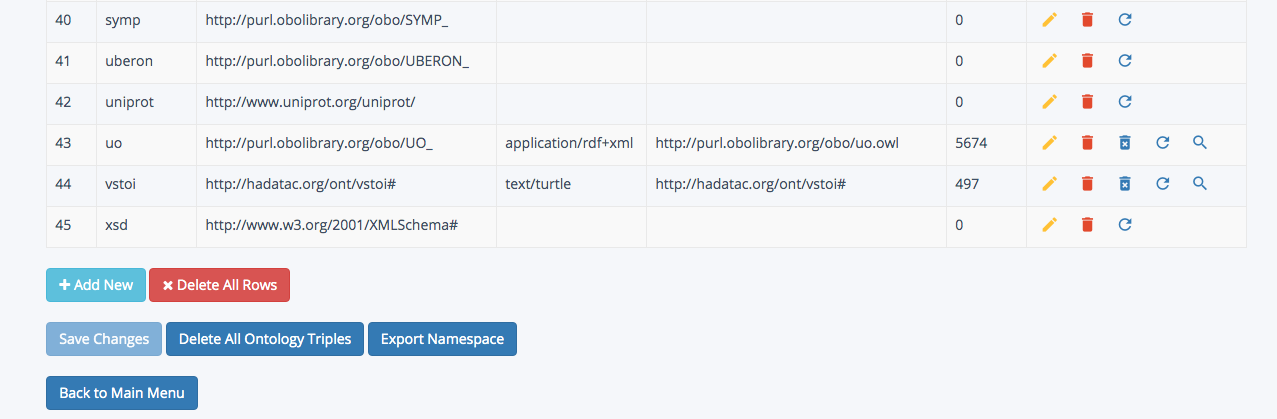 40 symp http://purl.obolibrary.org/obo/SYMP_ 0
41 uberon http://purl.obolibrary.org/obo/UBERON_ 0
42 uniprot http://www.uniprot.org/uniprot/ 0
43 uo http://purl.obolibrary.org/obo/UO_ application/rdf+xml http://purl.obolibrary.org/obo/uo.owl 5674
44 vstoi http://hadatac.org/ont/vstoi# text/turtle http://hadatac.org/ont/vstoi# 497
45 xsd http://www.w3.org/2001/XMLSchema# 0
Add New Delete All Rows
Save Changes Delete All Ontology Triples Export Namespace
Back to Main Menu